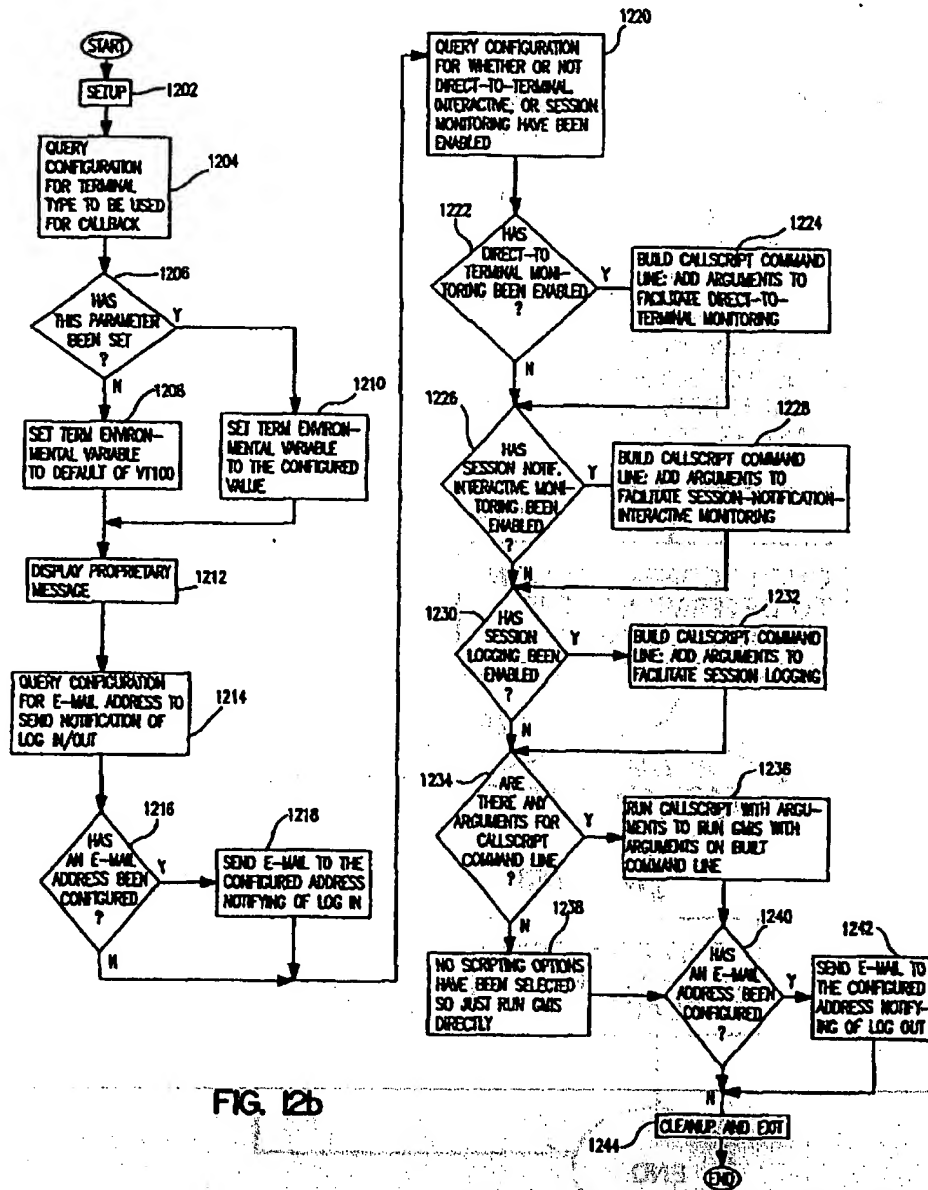 START
SETUP
1202
QUERY
CONFIGURATION
FOR TERMINAL
TYPE TO BE USED
FOR CALLBACK
1204
1206
HAS
THIS PARAMETER
BEEN SET
?
Y
N
1208
SET TERM ENVIRON-
MENTAL VARIABLE
TO DEFAULT OF VT100
1210
SET TERM ENVIRON-
MENTAL VARIABLE
TO THE CONFIGURED
VALUE
DISPLAY PROPRIETARY
MESSAGE
1212
QUERY CONFIGURATION
FOR E-MAIL ADDRESS TO
SEND NOTIFICATION OF
LOG IN/OUT
1214
1216
HAS
AN E-MAIL
ADDRESS BEEN
CONFIGURED
?
Y
N
1218
SEND E-MAIL TO THE
CONFIGURED ADDRESS
NOTIFYING OF LOG IN
1220
QUERY CONFIGURATION
FOR WHETHER OR NOT
DIRECT-TO-TERMINAL,
INTERACTIVE, OR SESSION
MONITORING HAVE BEEN
ENABLED
1222
HAS
DIRECT-TO
TERMINAL MONI-
TORING BEEN ENABLED
?
Y
N
1224
BUILD CALLSCRIPT COMMAND
LINE: ADD ARGUMENTS TO
FACILITATE DIRECT-TO-
TERMINAL MONITORING
1226
HAS
SESSION NOTIF.
INTERACTIVE MONI-
TORING BEEN
ENABLED
?
Y
N
1228
BUILD CALLSCRIPT COMMAND
LINE: ADD ARGUMENTS TO
FACILITATE SESSION-NOTIFICATION-
INTERACTIVE MONITORING
1230
HAS
SESSION
LOGGING BEEN
ENABLED
?
Y
N
1232
BUILD CALLSCRIPT COMMAND
LINE: ADD ARGUMENTS TO
FACILITATE SESSION LOGGING
1234
ARE
THERE ANY
ARGUMENTS FOR
CALLSCRIPT
COMMAND LINE
?
Y
N
1236
RUN CALLSCRIPT WITH ARGU-
MENTS TO RUN GMIS WITH
ARGUMENTS ON BUILT
COMMAND LINE
1238
NO SCRIPTING OPTIONS
HAVE BEEN SELECTED
SO JUST RUN GMIS
DIRECTLY
1240
HAS
AN E-MAIL
ADDRESS BEEN
CONFIGURED
?
Y
N
1242
SEND E-MAIL TO
THE CONFIGURED
ADDRESS NOTIFY-
ING OF LOG OUT
1244
CLEANUP AND EXIT
END
FIG. 12b